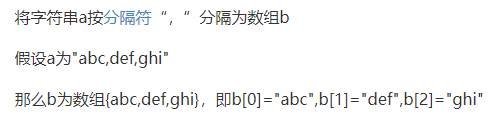 将字符串a按分隔符“，“分隔为数组b
假设a为"abc,def,ghi"
那么b为数组{abc,def,ghi}，即b[0]="abc",b[1]="def",b[2]="ghi"